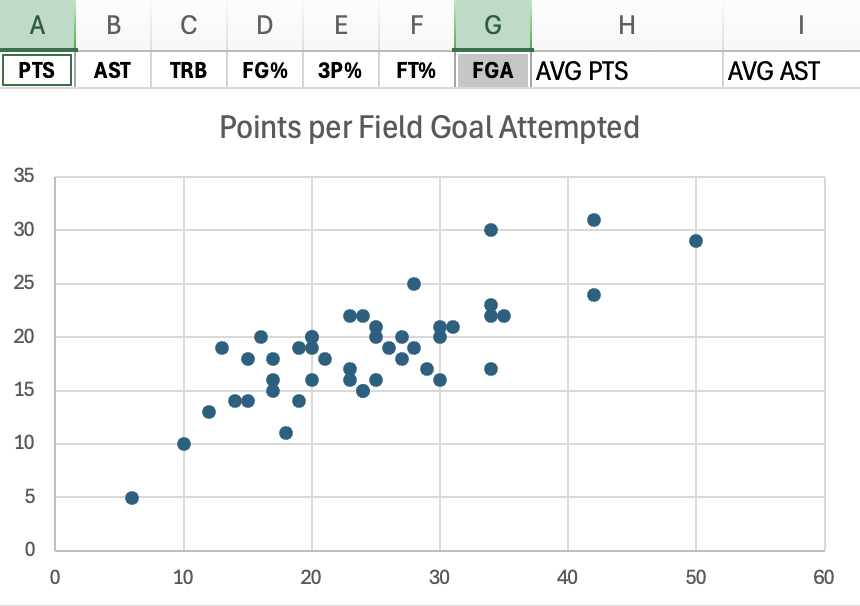 A B C D E F G H I
PTS AST TRB FG% 3P% FT% FGA AVG PTS AVG AST
Points per Field Goal Attempted
35
30
25
20
15
10
5
0
0 10 20 30 40 50 60